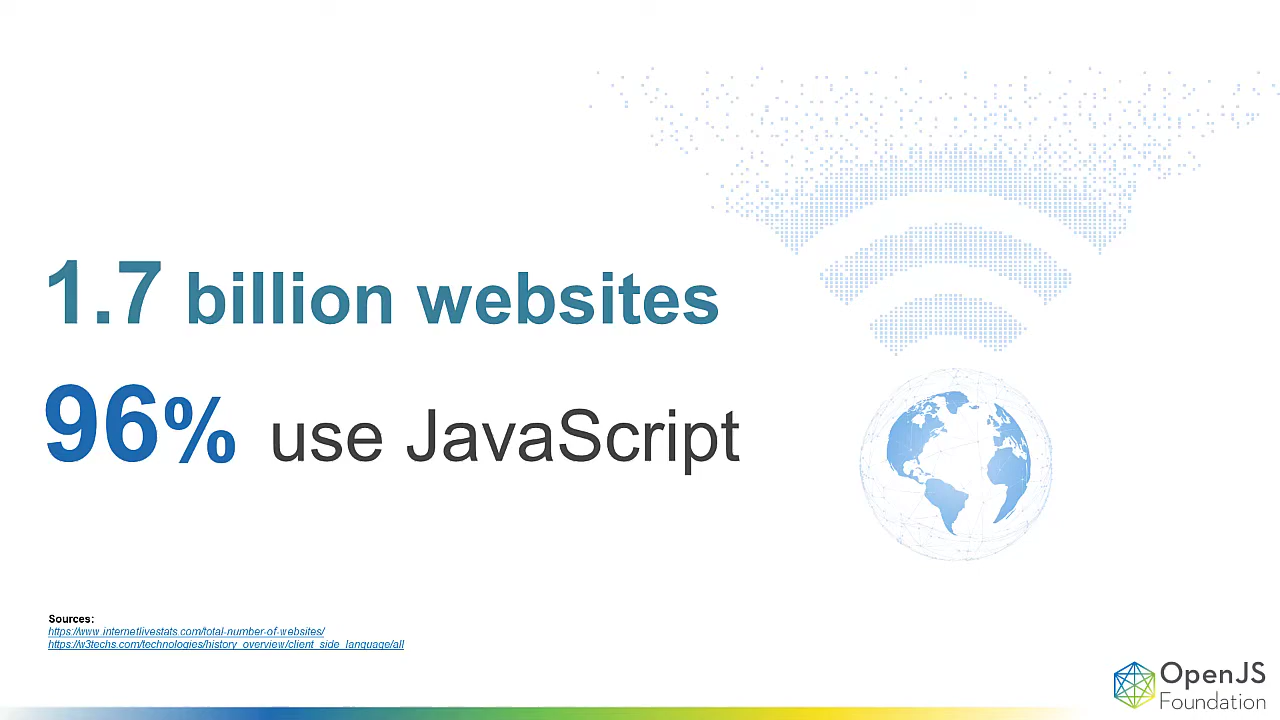 1.7 billion websites
96% use JavaScript
Sources:
https://www.internetlivestats.com/total-number-of-websites/
https://w3techs.com/technologies/history_overview/client_side_language/all
OpenJS
Foundation